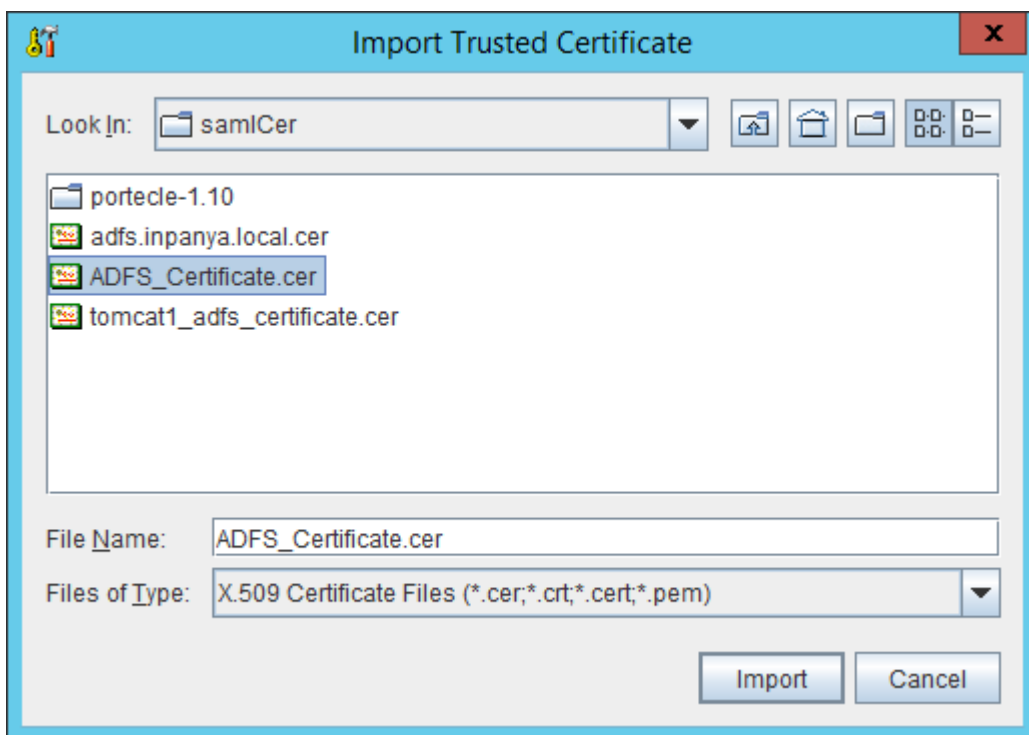 Import Trusted Certificate
x
Look In: samlCer
portecle-1.10
adfs.inpanya.local.cer
ADFS_Certificate.cer
tomcat1_adfs_certificate.cer
File Name: ADFS_Certificate.cer
Files of Type: X.509 Certificate Files (*.cer;*.crt;*.cert;*.pem)
Import Cancel